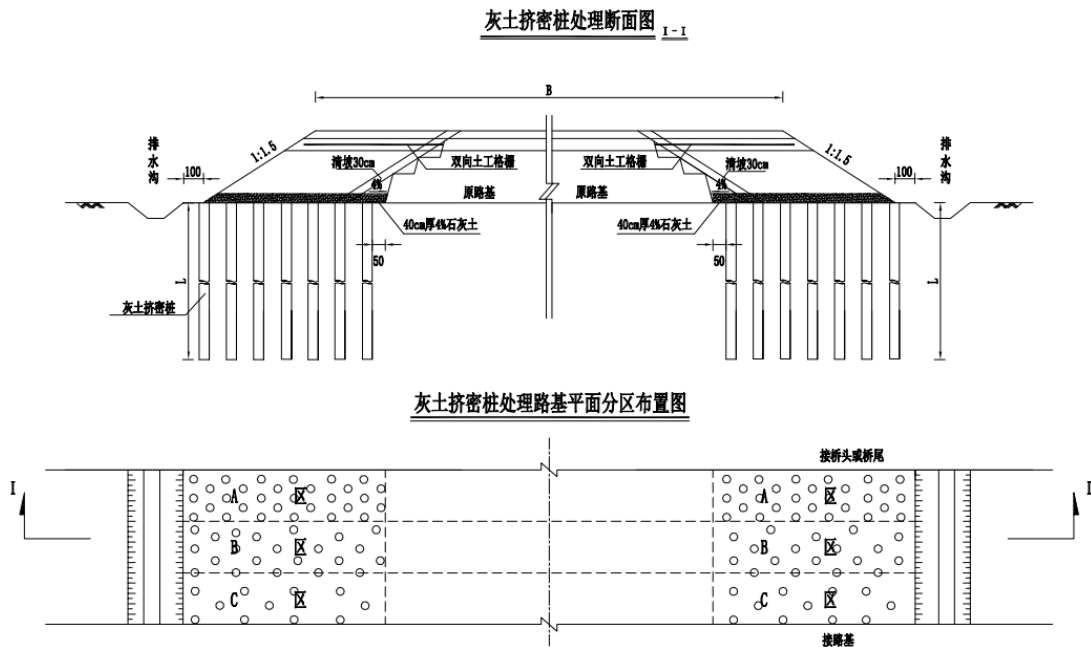 灰土挤密桩处理断面图 I-I
B
排水沟
100
1:1.5
清坡30cm
4%
双向土工格栅
原路基
40cm厚4%石灰土
50
L
灰土挤密桩
双向土工格栅
清坡30cm
4%
原路基
40cm厚4%石灰土
50
1:1.5
100
排水沟
L
灰土挤密桩处理路基平面分区布置图
接桥头或桥尾
I
I
A 区
A 区
B 区
B 区
C 区
C 区
接路基